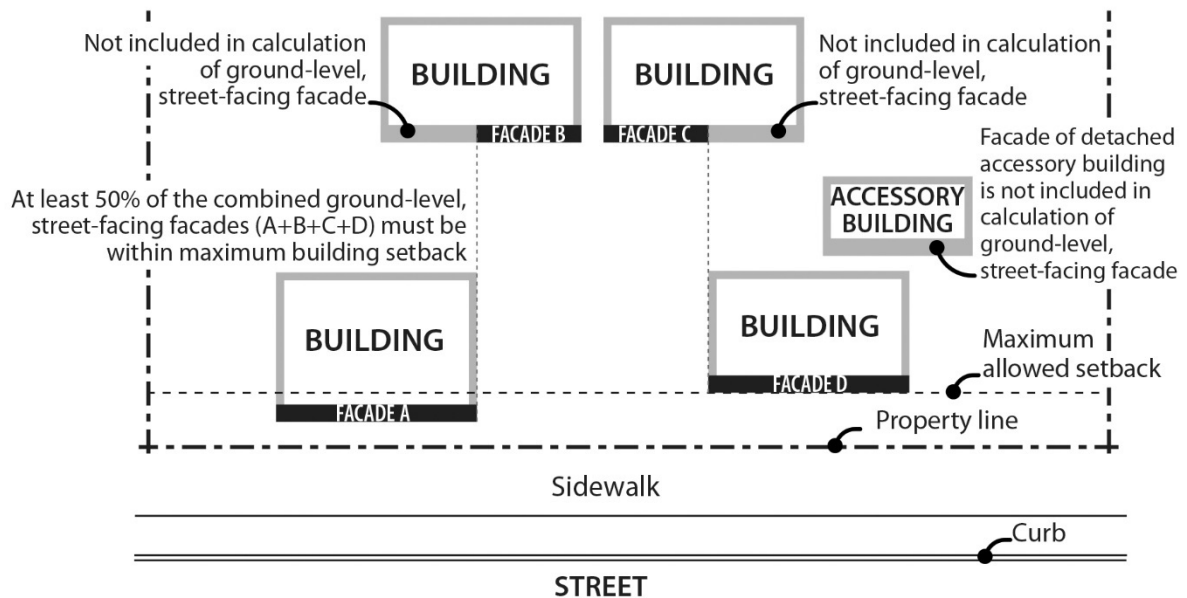 Not included in calculation
of ground-level,
street-facing facade
BUILDING
FACADE B
BUILDING
FACADE C
Not included in calculation
of ground-level,
street-facing facade
Facade of detached
accessory building
is not included in
calculation of
ground-level,
street-facing facade
ACCESSORY
BUILDING
At least 50% of the combined ground-level,
street-facing facades (A+B+C+D) must be
within maximum building setback
BUILDING
FACADE A
BUILDING
FACADE D
Maximum
allowed setback
Property line
Sidewalk
Curb
STREET